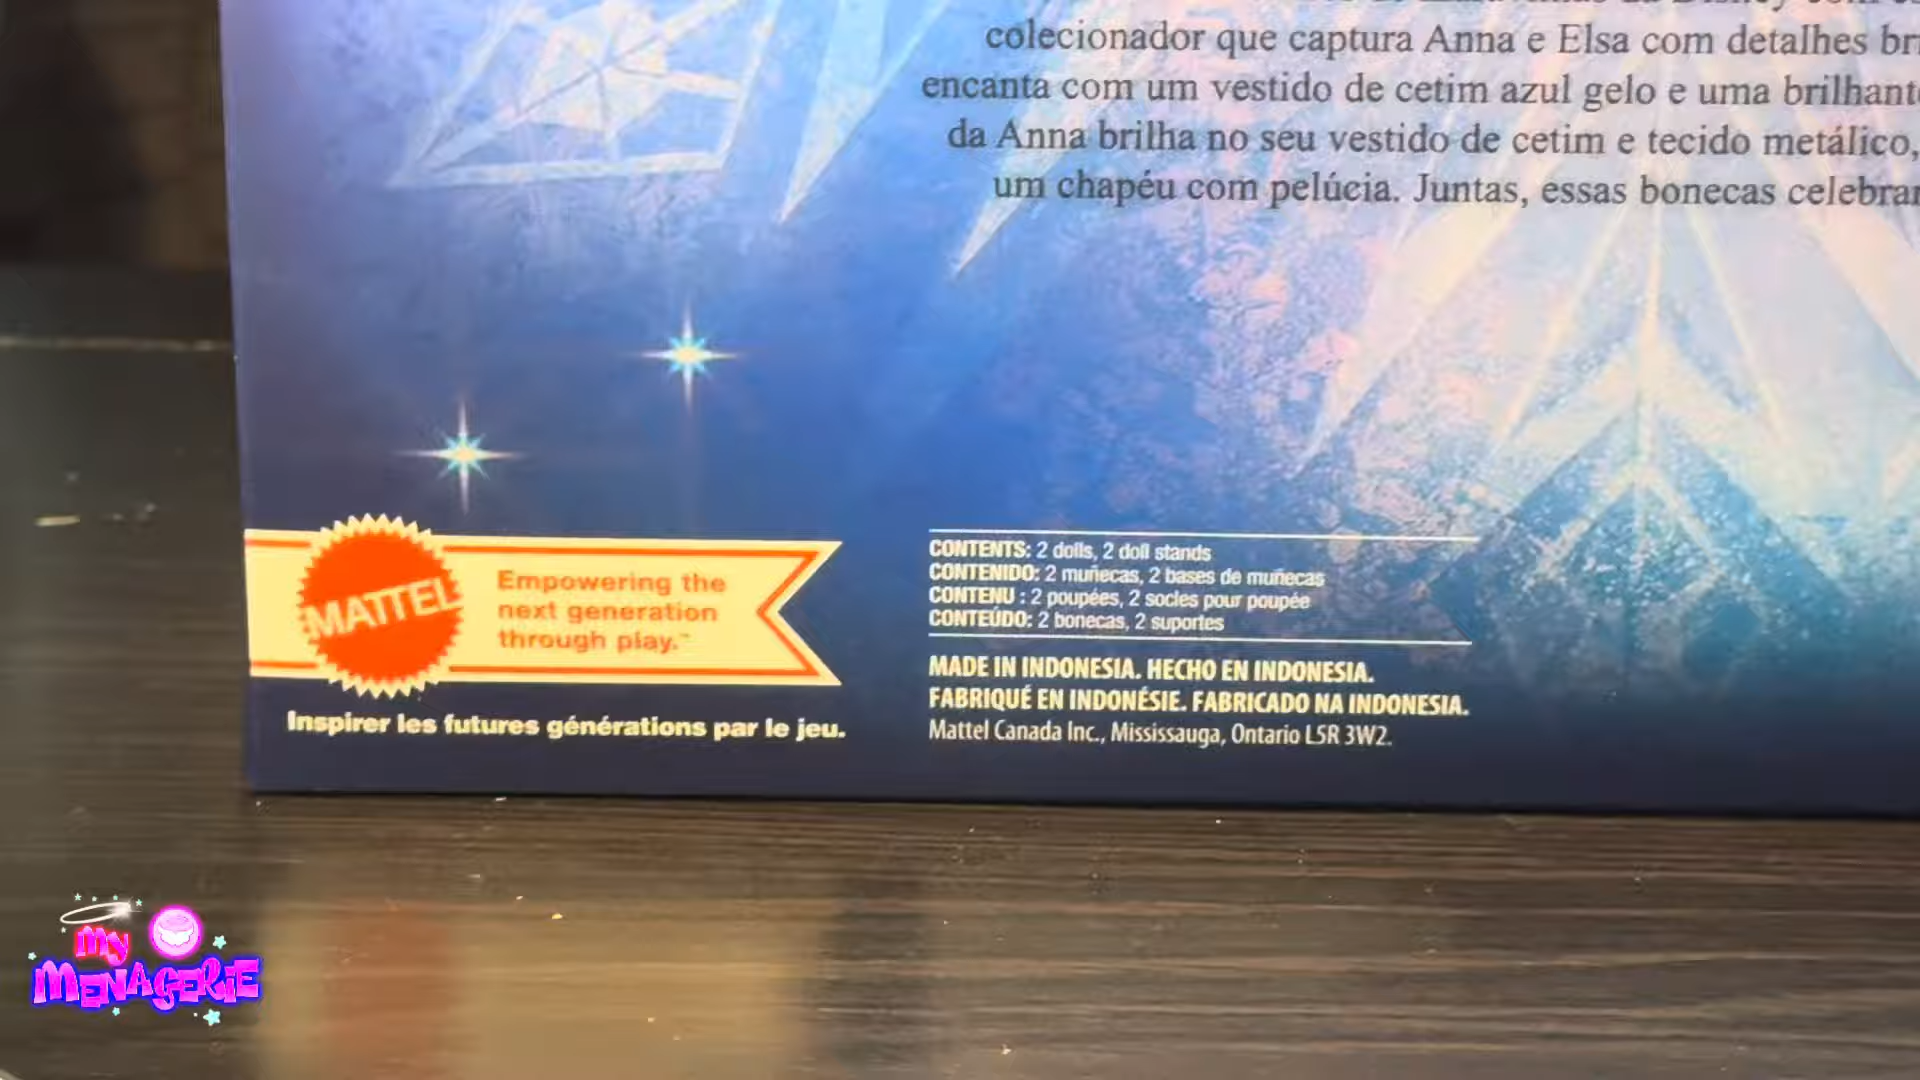 colecionador que captura Anna e Elsa com detalhes
encanta com um vestido de cetim azul gelo e uma
da Anna brilha no seu vestido de cetim e tecido metálico,
um chapéu com pelúcia. Juntas, essas bonecas
MATTEL
Empowering the
next generation
through play.™
Inspirer les futures générations par le jeu.
CONTENTS: 2 dolls, 2 doll stands
CONTENIDO: 2 muñecas, 2 bases de muñecas
CONTENU : 2 poupées, 2 socles pour poupée
CONTEÚDO: 2 bonecas, 2 suportes
MADE IN INDONESIA. HECHO EN INDONESIA.
FABRIQUÉ EN INDONÉSIE. FABRICADO NA INDONESIA.
Mattel Canada Inc., Mississauga, Ontario L5R 3W2.
my
MENAGERIE